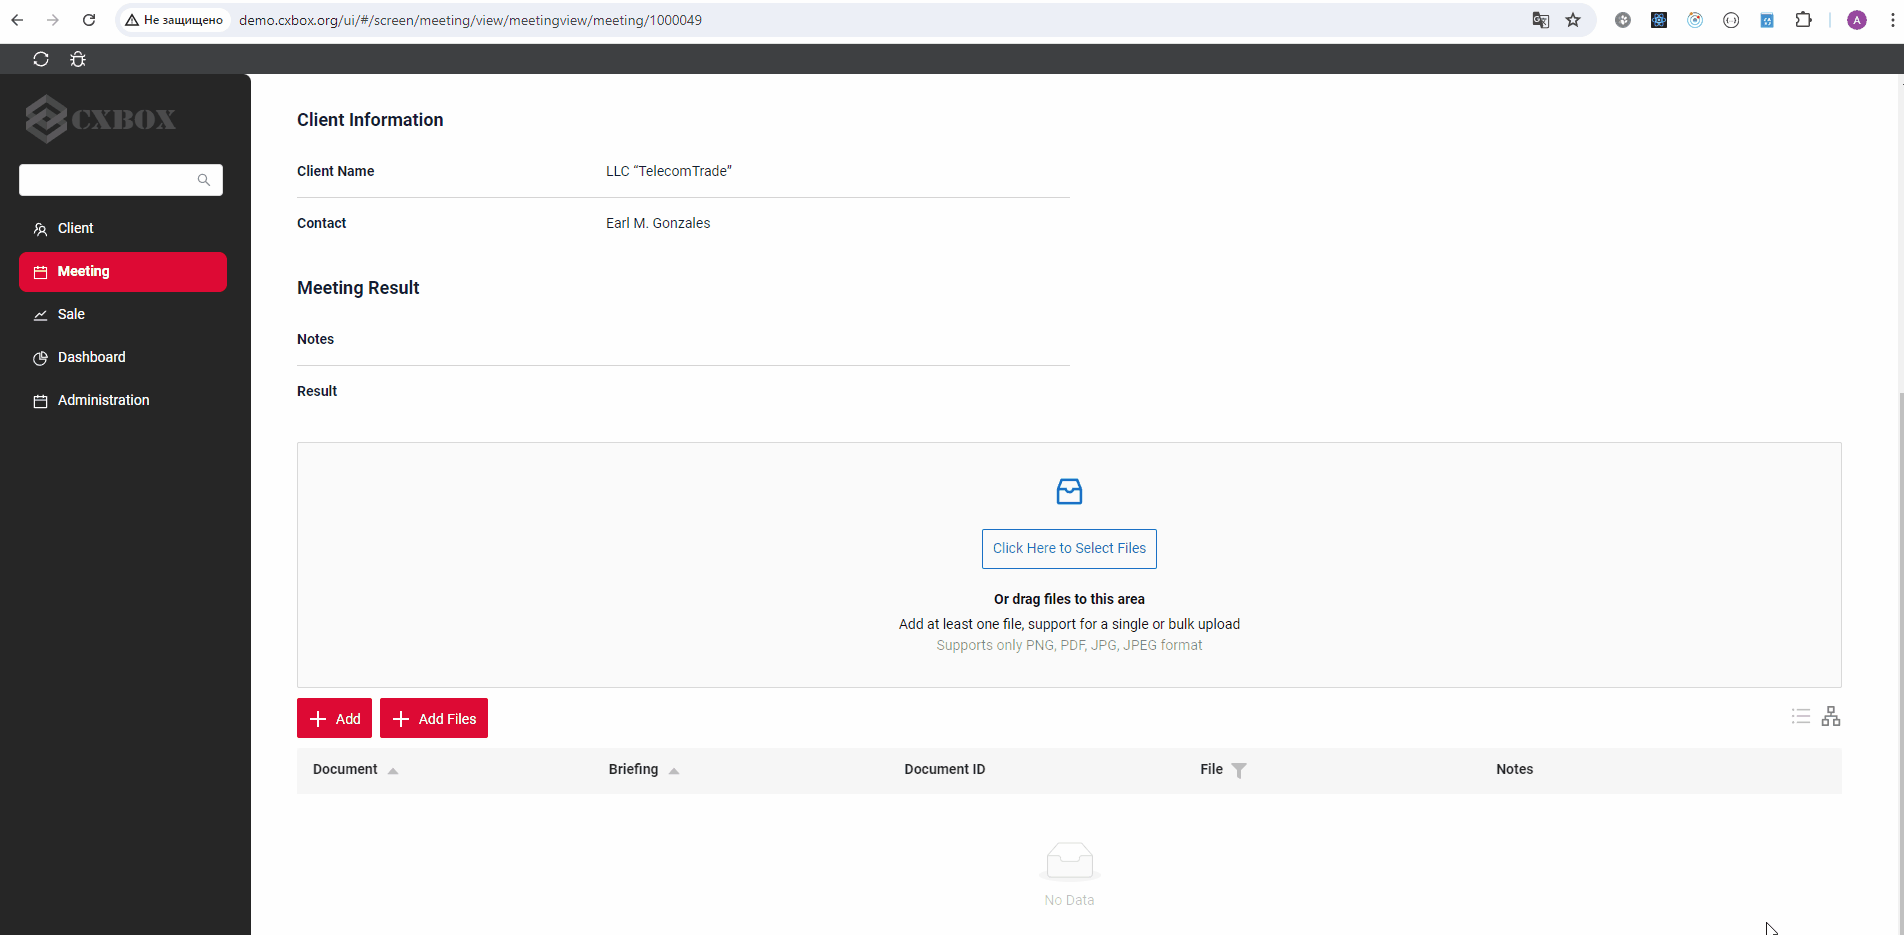 Не защищено demo.cxbox.org/ui/#/screen/meeting/view/meetingview/meeting/1000049
A
CXBOX
Client
Meeting
Sale
Dashboard
Administration
Client Information
Client Name LLC “TelecomTrade”
Contact Earl M. Gonzales
Meeting Result
Notes
Result
Click Here to Select Files
Or drag files to this area
Add at least one file, support for a single or bulk upload
Supports only PNG, PDF, JPG, JPEG format
Add Add Files
Document Briefing Document ID File Notes
No Data